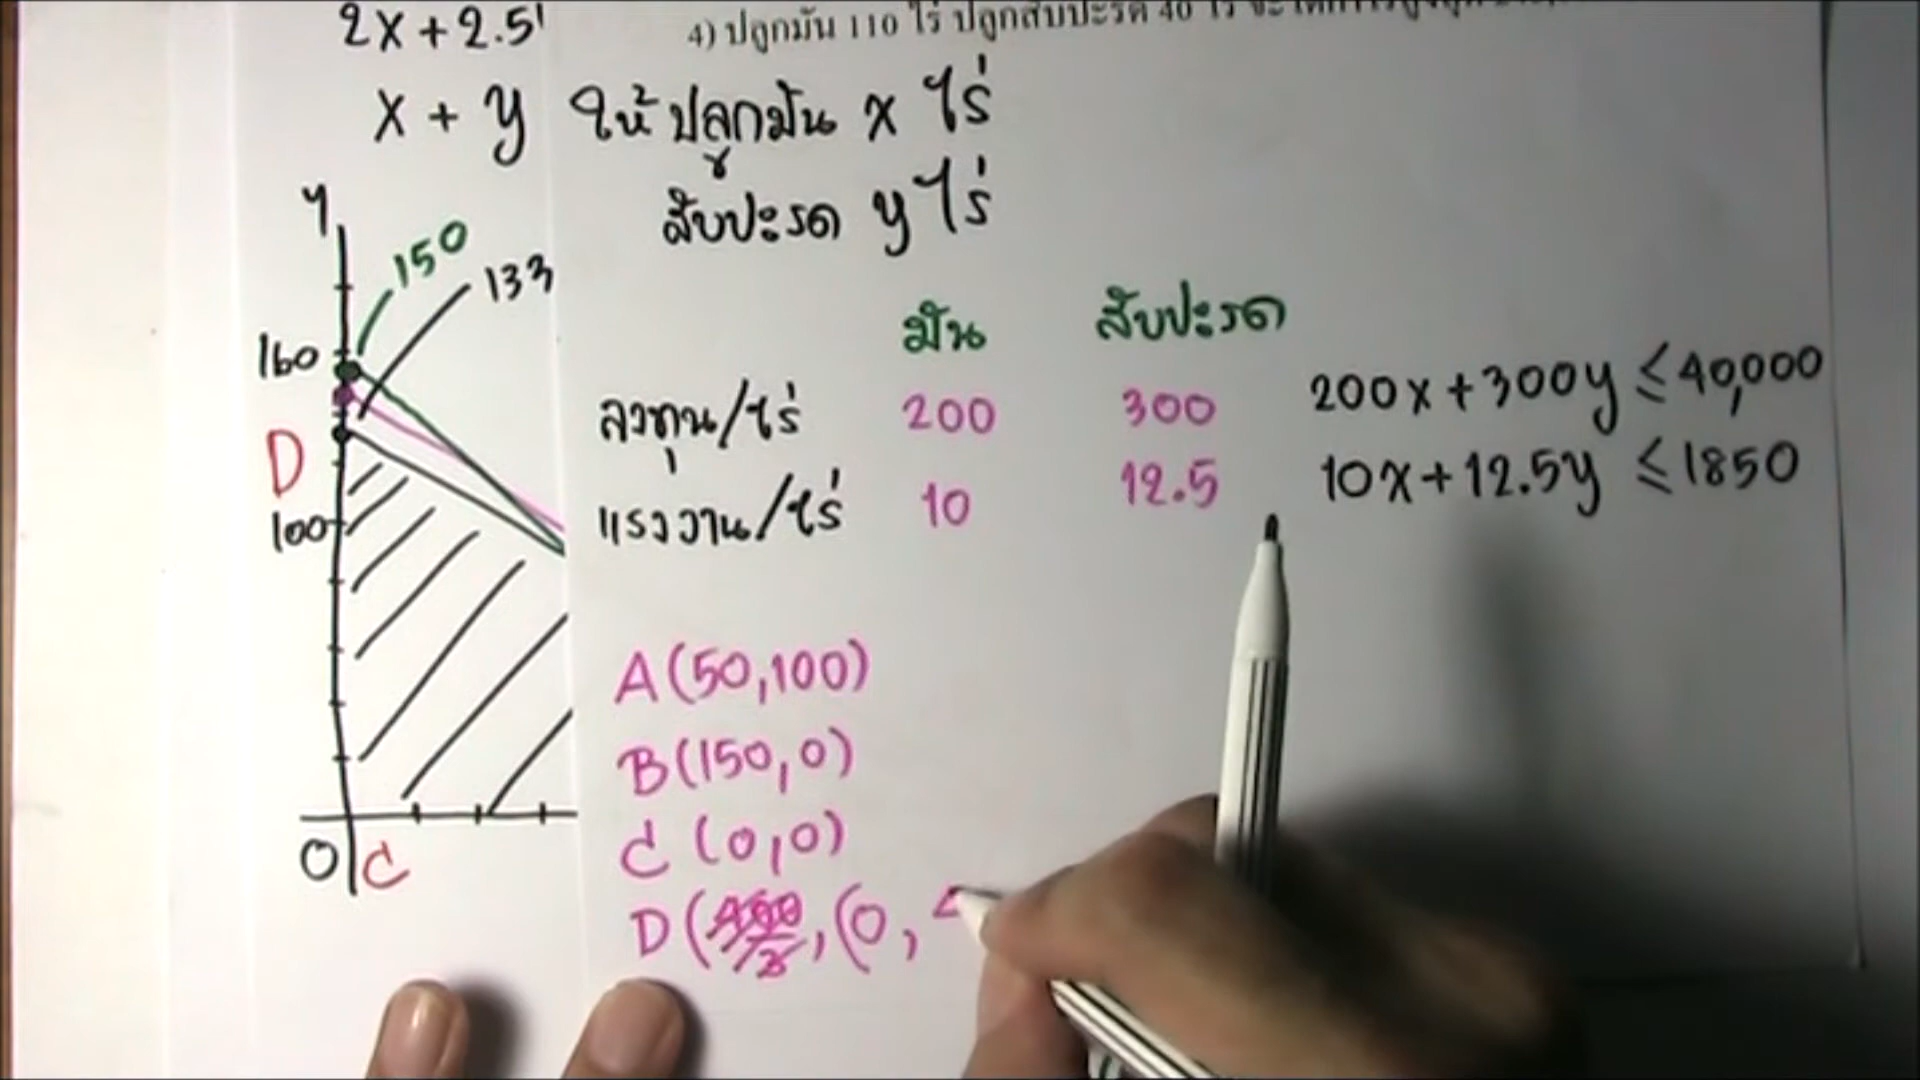 2x + 2.5
4) ปลูกมัน 110 ไร่ ปลูกสับปะรด 40 ไร่
x + y ให้ ปลูกมัน x ไร่
สับปะรด y ไร่
y
150
133
160
D
100
0
C
มัน สับปะรด
ลงทุน/ไร่ 200 300 200x + 300y ≤ 40,000
แรงงาน/ไร่ 10 12.5 10x + 12.5y ≤ 1850
A (50,100)
B (150,0)
C (0,0)
D ( , (0,